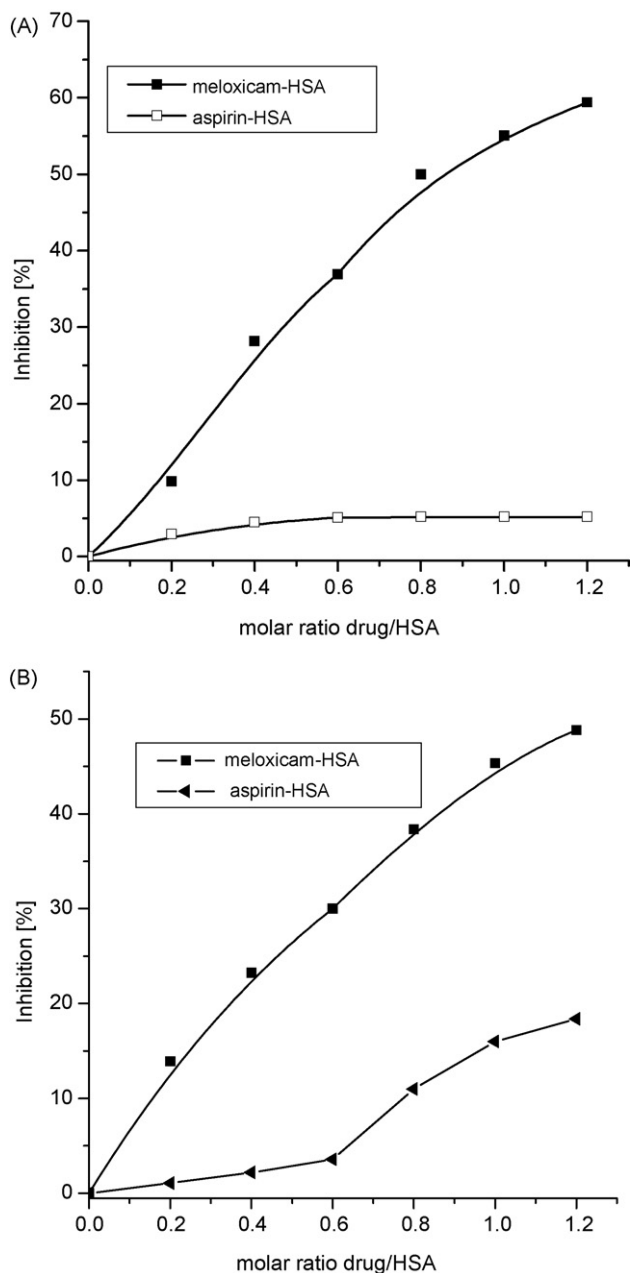 (A)
70
60
50
40
30
20
10
0
Inhibition [%]
meloxicam-HSA
aspirin-HSA
0.0 0.2 0.4 0.6 0.8 1.0 1.2
molar ratio drug/HSA
(B)
50
40
30
20
10
0
Inhibition [%]
meloxicam-HSA
aspirin-HSA
0.0 0.2 0.4 0.6 0.8 1.0 1.2
molar ratio drug/HSA